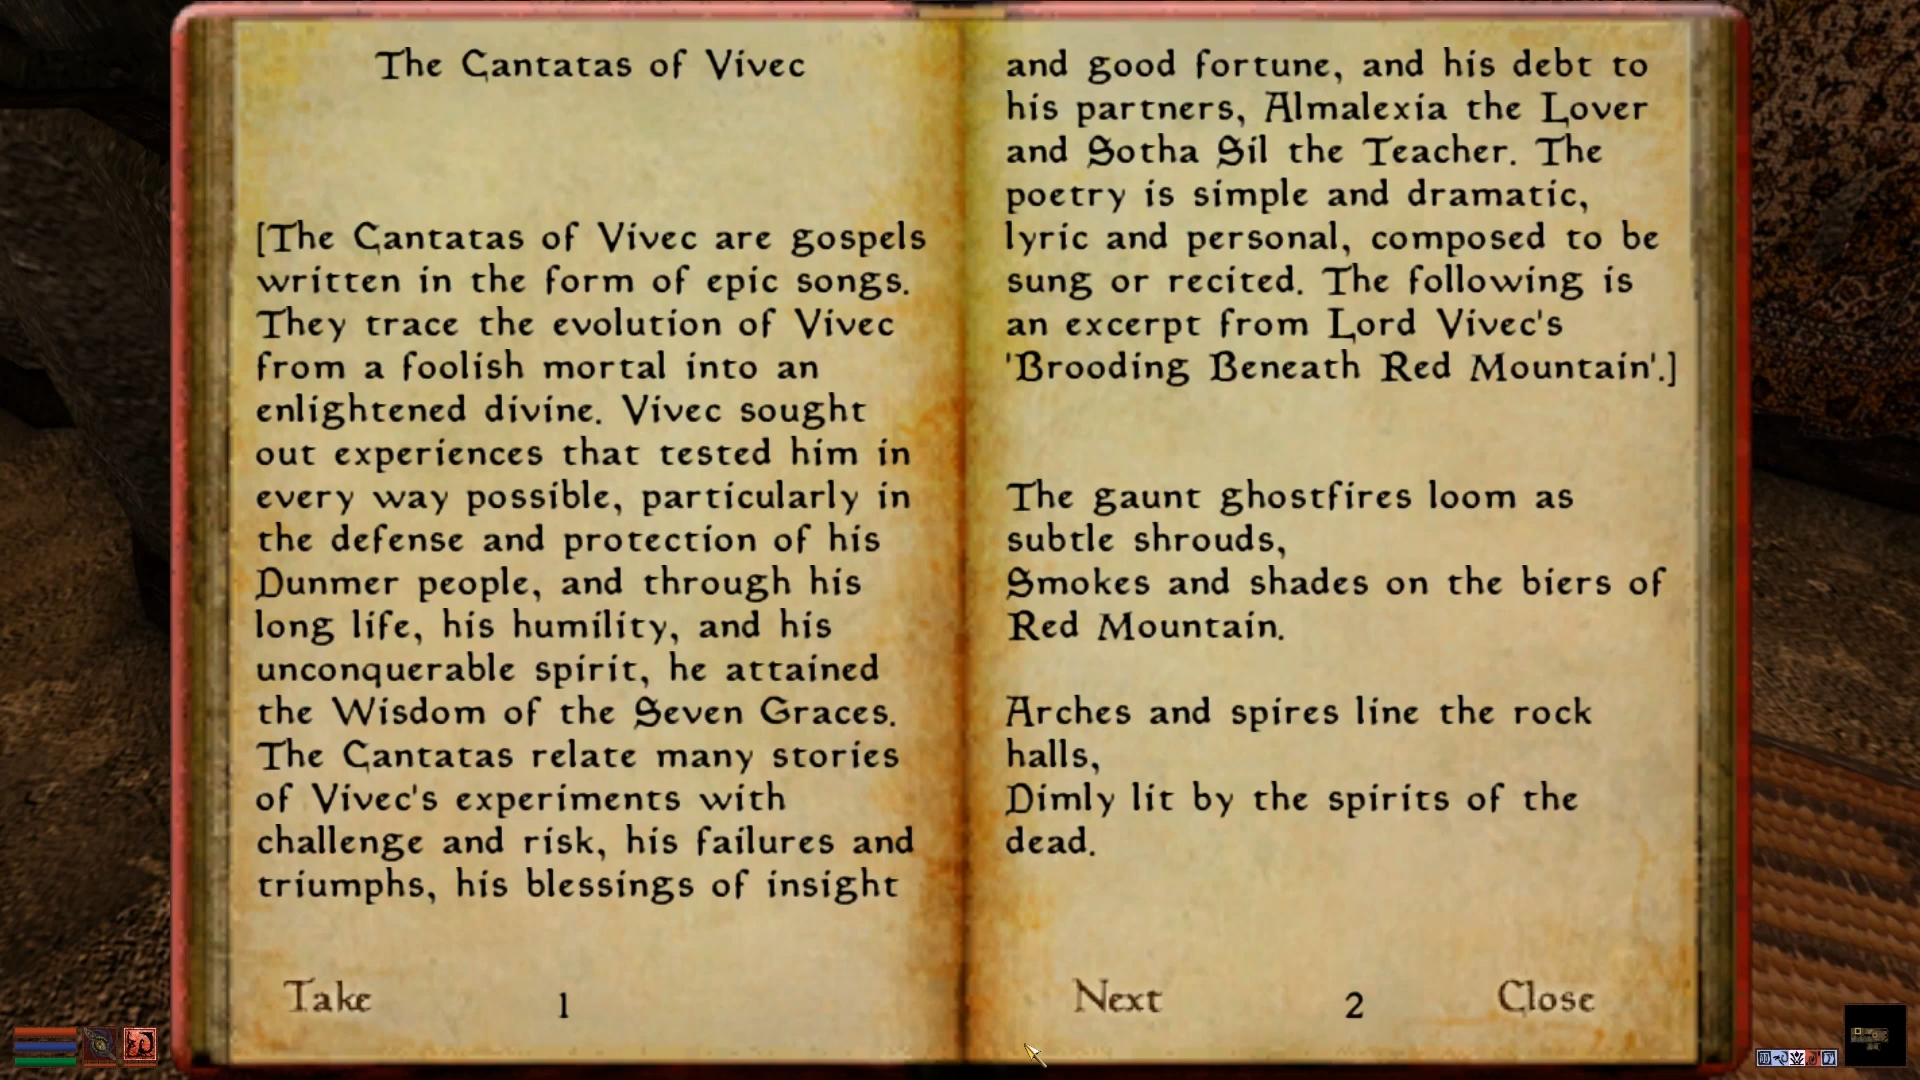 The Cantatas of Vivec
[The Cantatas of Vivec are gospels
written in the form of epic songs.
They trace the evolution of Vivec
from a foolish mortal into an
enlightened divine. Vivec sought
out experiences that tested him in
every way possible, particularly in
the defense and protection of his
Dunmer people, and through his
long life, his humility, and his
unconquerable spirit, he attained
the Wisdom of the Seven Graces.
The Cantatas relate many stories
of Vivec's experiments with
challenge and risk, his failures and
triumphs, his blessings of insight
Take
1
and good fortune, and his debt to
his partners, Almalexia the Lover
and Sotha Sil the Teacher. The
poetry is simple and dramatic,
lyric and personal, composed to be
sung or recited. The following is
an excerpt from Lord Vivec's
'Brooding Beneath Red Mountain'.]
The gaunt ghostfires loom as
subtle shrouds,
Smokes and shades on the biers of
Red Mountain.
Arches and spires line the rock
halls,
Dimly lit by the spirits of the
dead.
Next
2
Close